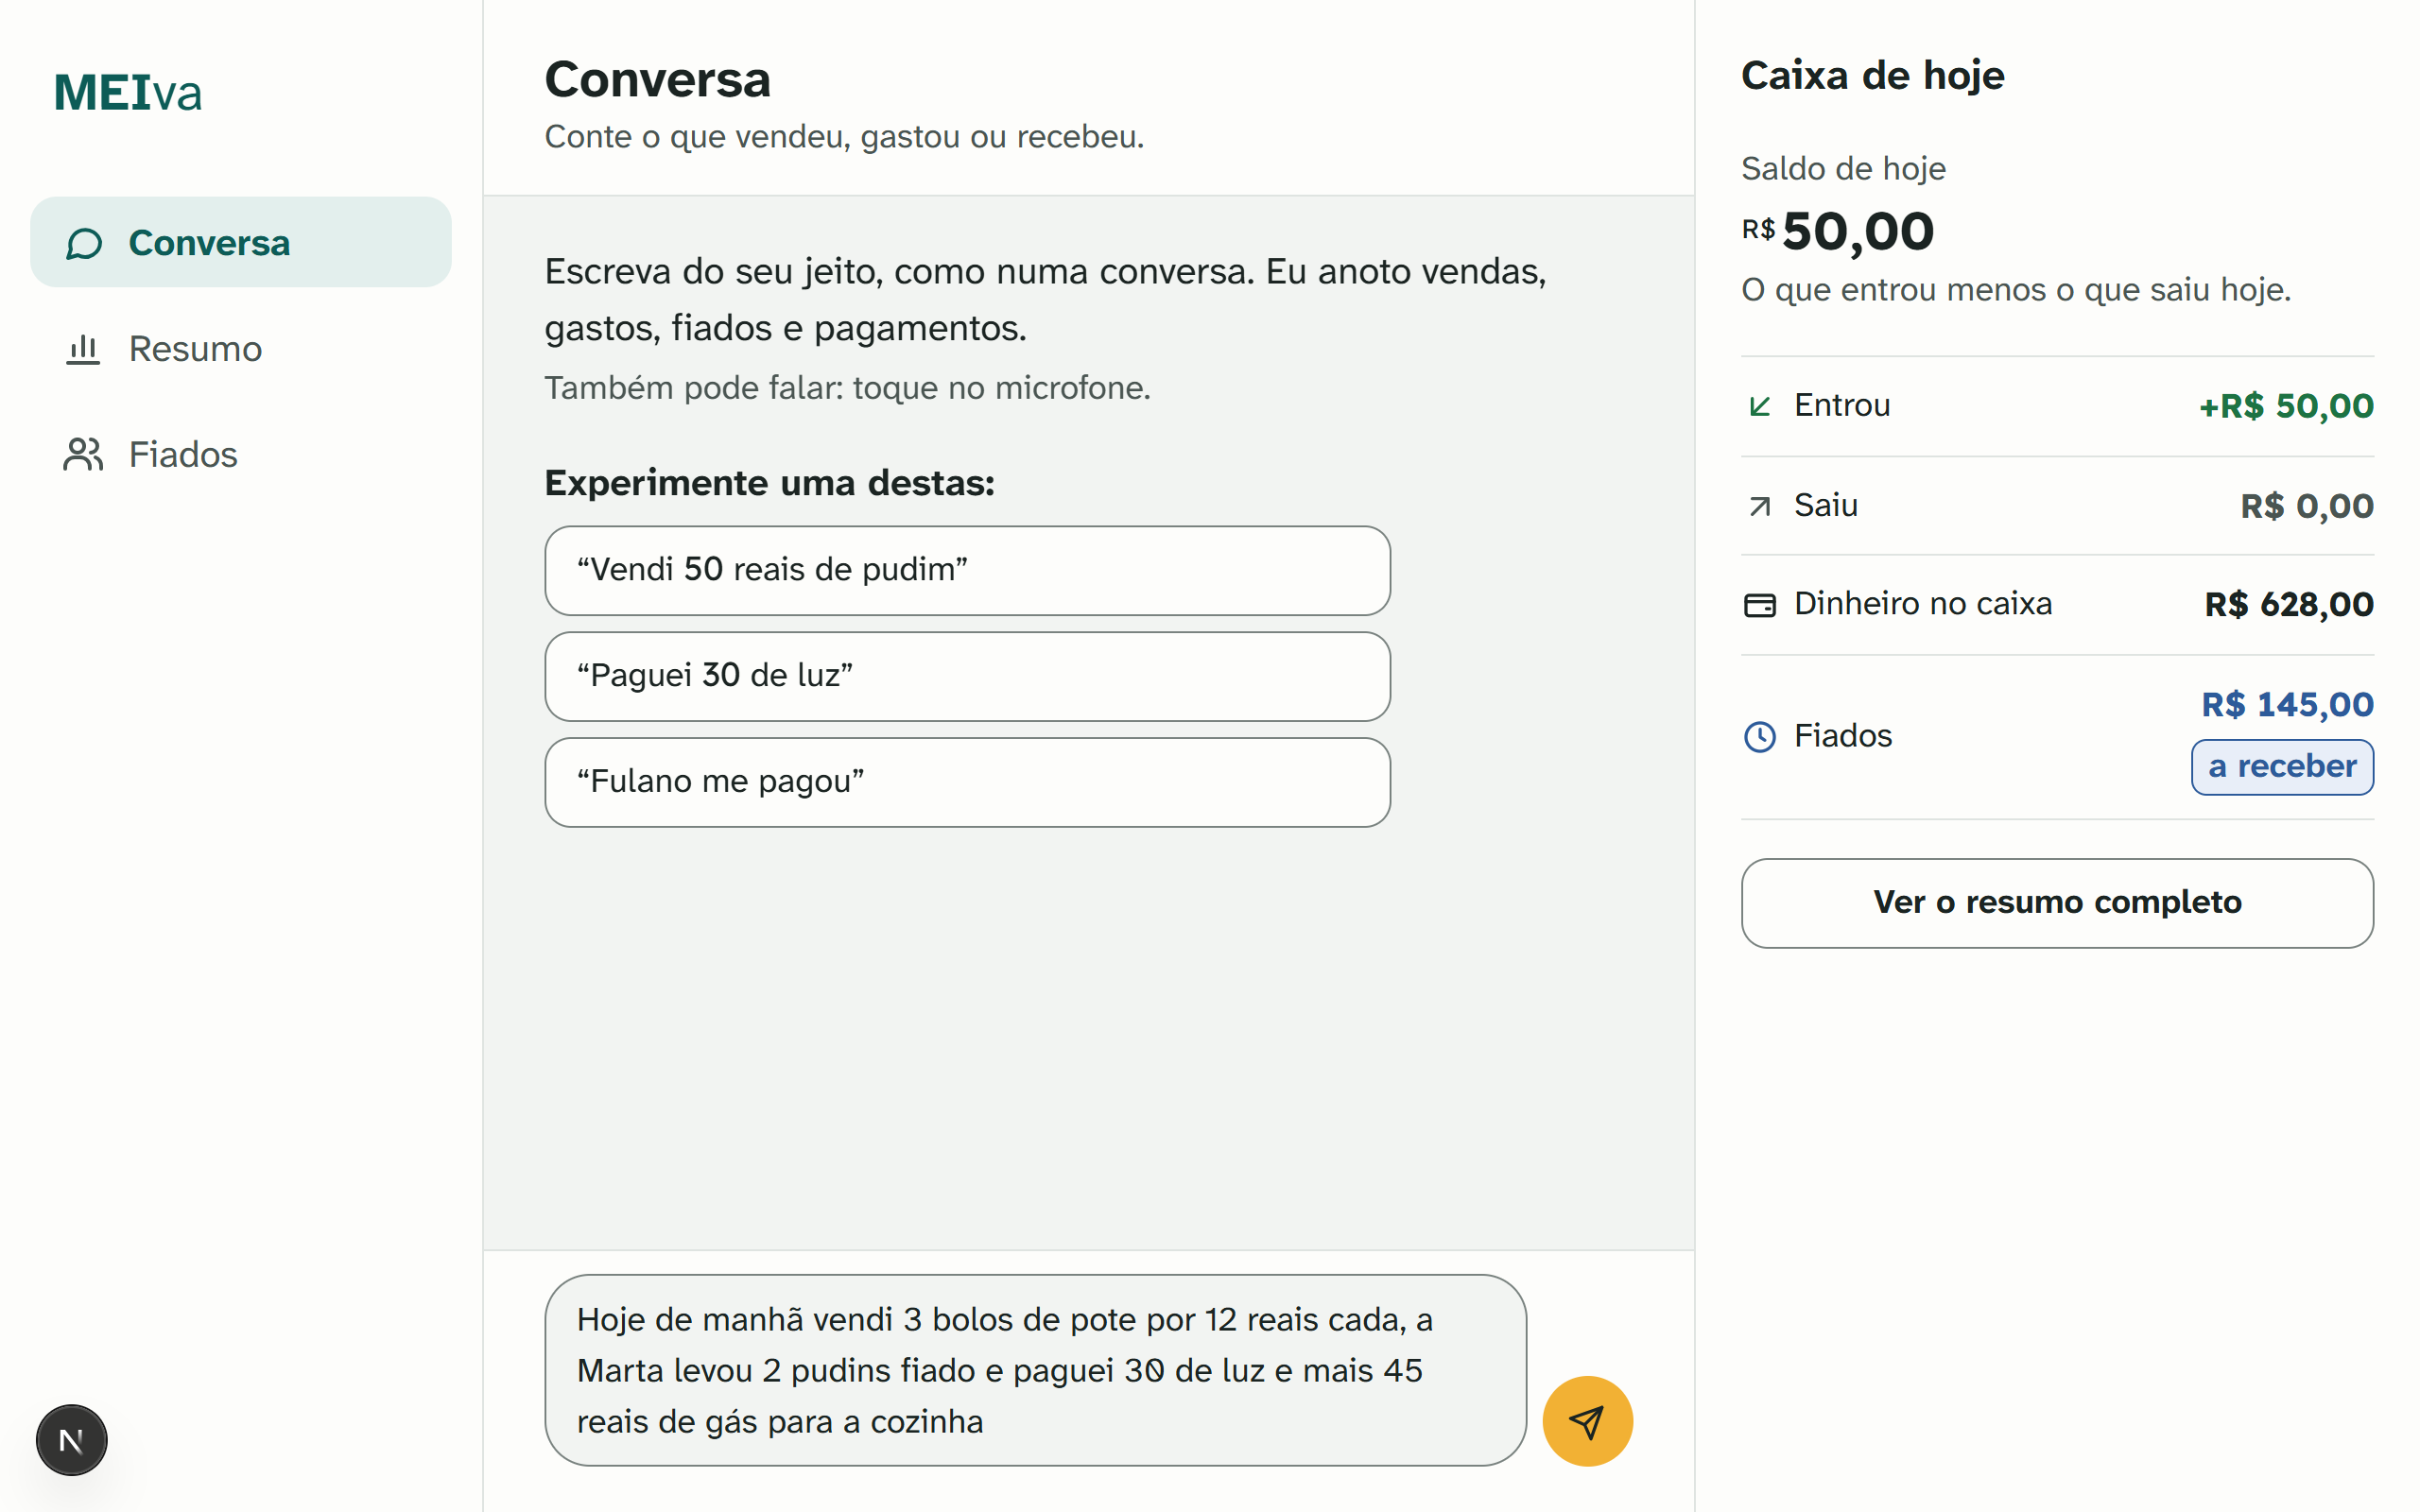 MEIva
Conversa
Resumo
Fiados
N
Conversa
Conte o que vendeu, gastou ou recebeu.
Escreva do seu jeito, como numa conversa. Eu anoto vendas,
gastos, fiados e pagamentos.
Também pode falar: toque no microfone.
Experimente uma destas:
“Vendi 50 reais de pudim”
“Paguei 30 de luz”
“Fulano me pagou”
Hoje de manhã vendi 3 bolos de pote por 12 reais cada, a
Marta levou 2 pudins fiado e paguei 30 de luz e mais 45
reais de gás para a cozinha
Caixa de hoje
Saldo de hoje
R$ 50,00
O que entrou menos o que saiu hoje.
Entrou +R$ 50,00
Saiu R$ 0,00
Dinheiro no caixa R$ 628,00
Fiados R$ 145,00
a receber
Ver o resumo completo